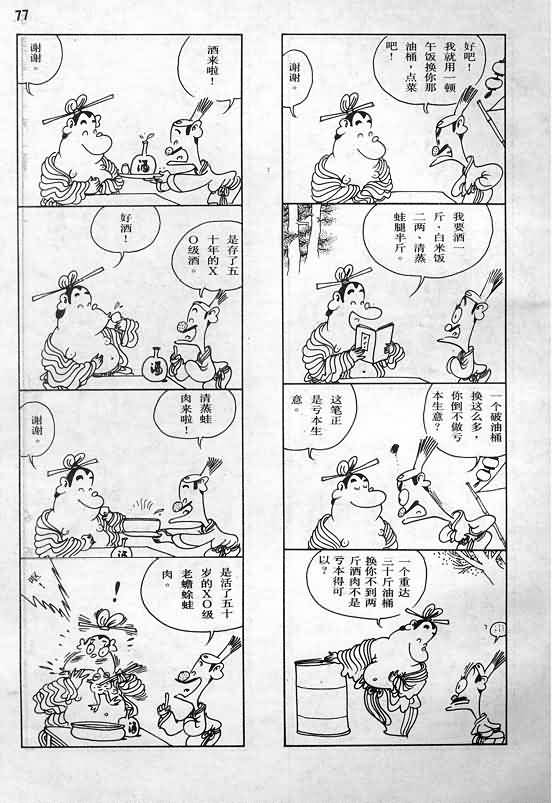 77
好吧！
我就用一顿
午饭换你那
油桶，点菜
吧！
谢谢。
我要酒一
斤，白米饭
二两，清蒸
蛙腿半斤。
一个破油桶
换这么多，
你倒不做亏
本生意？
这笔正
是亏本生
意。
一个重达
三十斤油桶
换你不到两
斤酒肉不是
亏本得可
以？
酒来啦！
谢谢。
酒
是存了五
十年的X
O级酒。
好酒！
酒
清蒸蛙
肉来啦！
谢谢。
是活了五十
岁的XO级
老蟾蜍蛙
肉。
！
酒